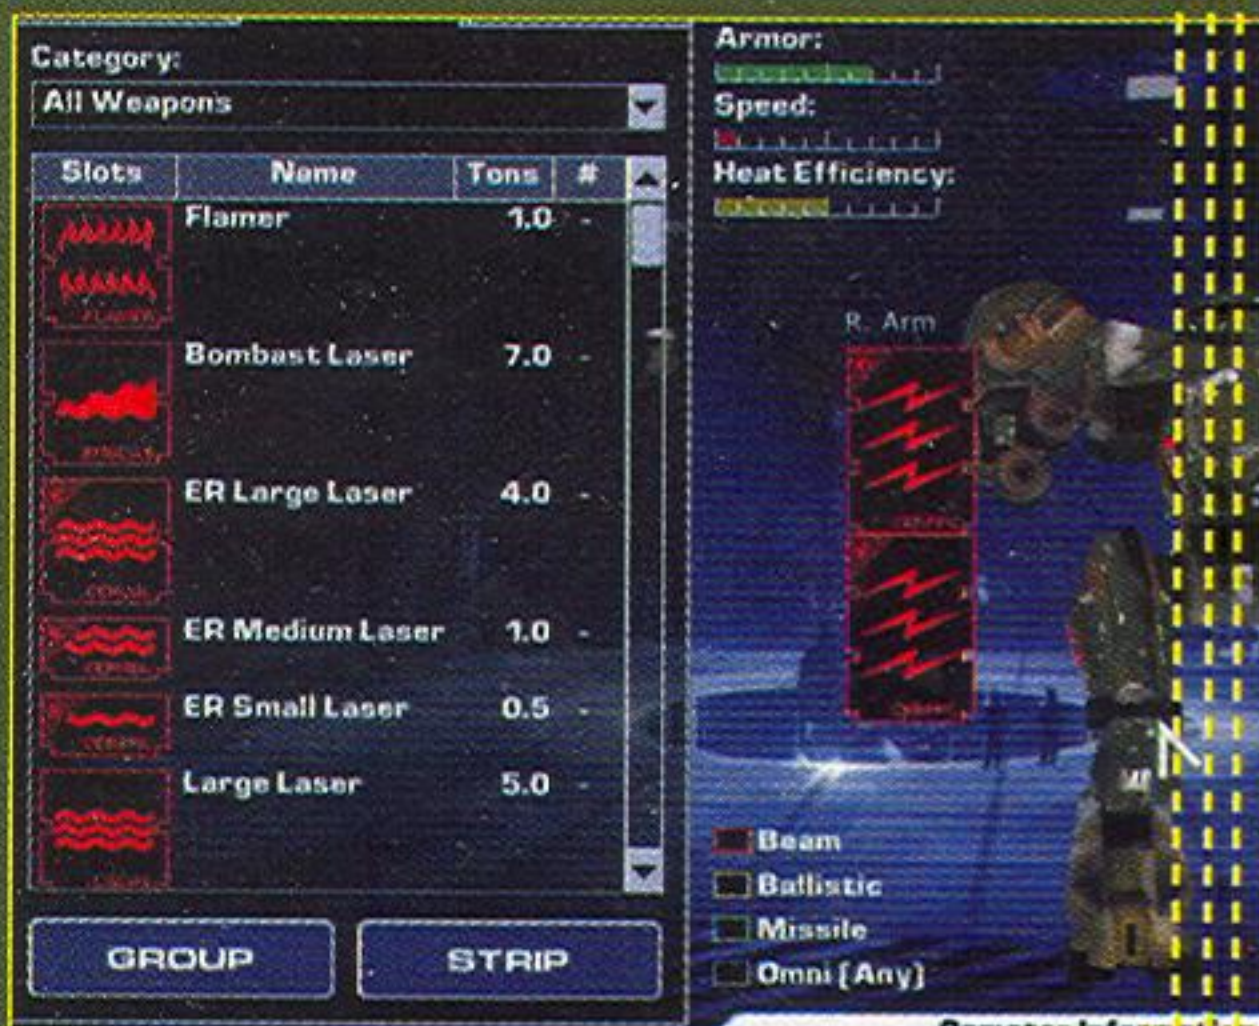 Category:
All Weapons
Slots Name Tons #
Flamer 1.0 -
Bombast Laser 7.0 -
ER Large Laser 4.0 -
ER Medium Laser 1.0 -
ER Small Laser 0.5 -
Large Laser 5.0 -
GROUP STRIP
Armor:
Speed:
Heat Efficiency:
R. Arm
Beam
Ballistic
Missile
Omni (Any)